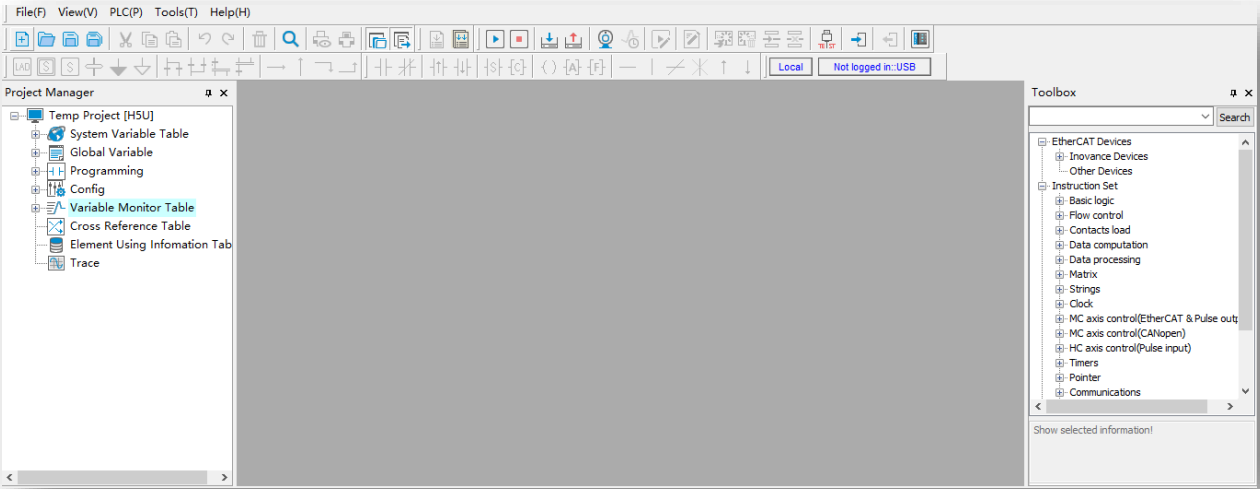 File(F) View(V) PLC(P) Tools(T) Help(H)
TEST
LAD S S
S C A F
Local Not logged in::USB
Project Manager
Temp Project [H5U]
System Variable Table
Global Variable
Programming
Config
Variable Monitor Table
Cross Reference Table
Element Using Infomation Tab
Trace
Toolbox
Search
EtherCAT Devices
Inovance Devices
Other Devices
Instruction Set
Basic logic
Flow control
Contacts load
Data computation
Data processing
Matrix
Strings
Clock
MC axis control(EtherCAT & Pulse outp
MC axis control(CANopen)
HC axis control(Pulse input)
Timers
Pointer
Communications
Show selected information!